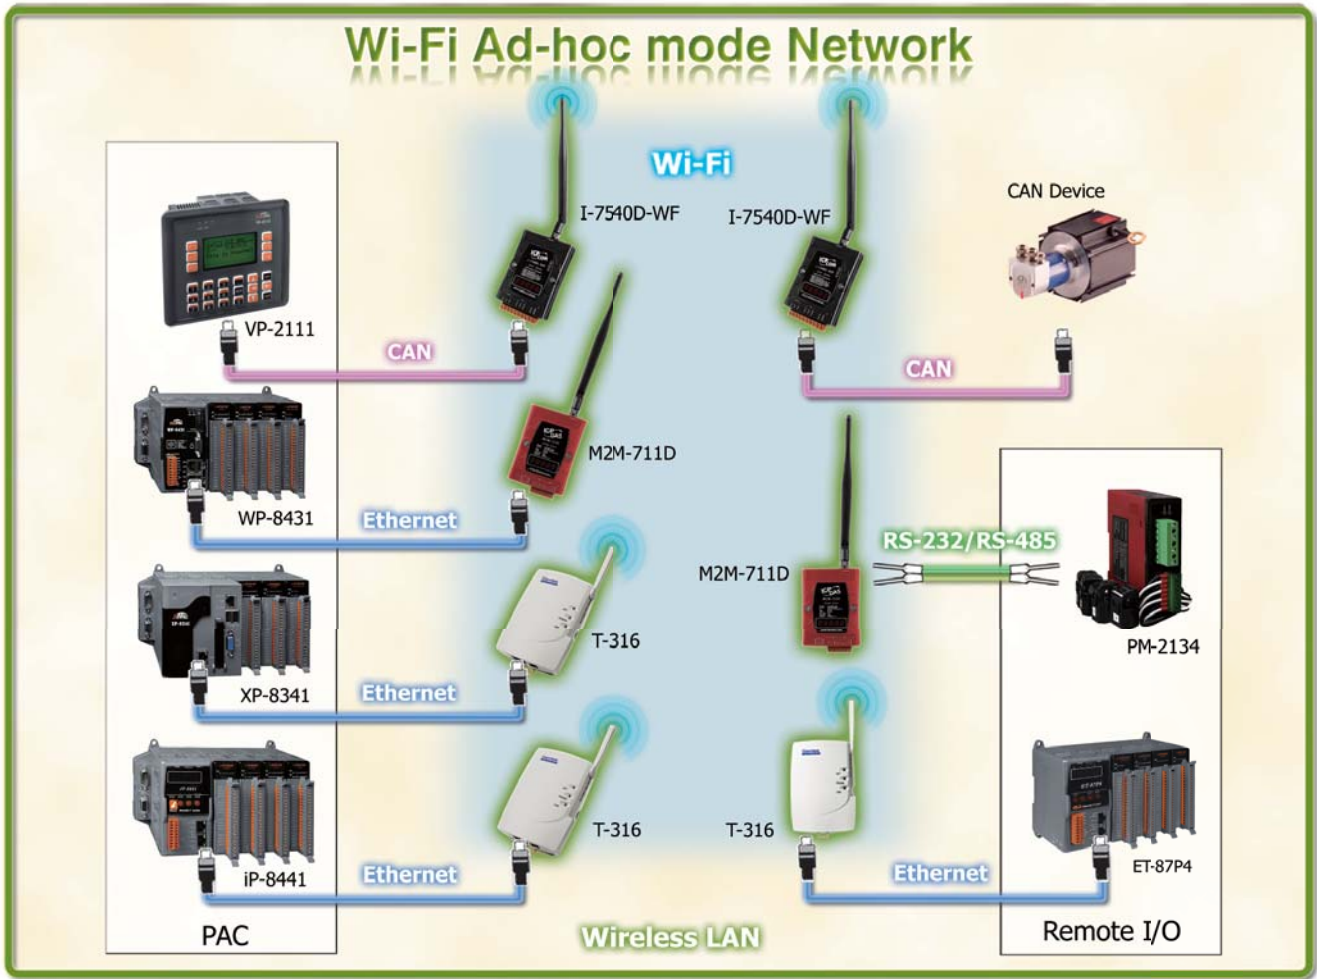 Wi-Fi Ad-hoc mode Network
Wi-Fi
I-7540D-WF
I-7540D-WF
CAN Device
VP-2111
CAN
CAN
M2M-711D
WP-8431
Ethernet
RS-232/RS-485
M2M-711D
T-316
PM-2134
XP-8341
Ethernet
T-316
T-316
iP-8441
Ethernet
Ethernet
ET-87P4
PAC
Wireless LAN
Remote I/O